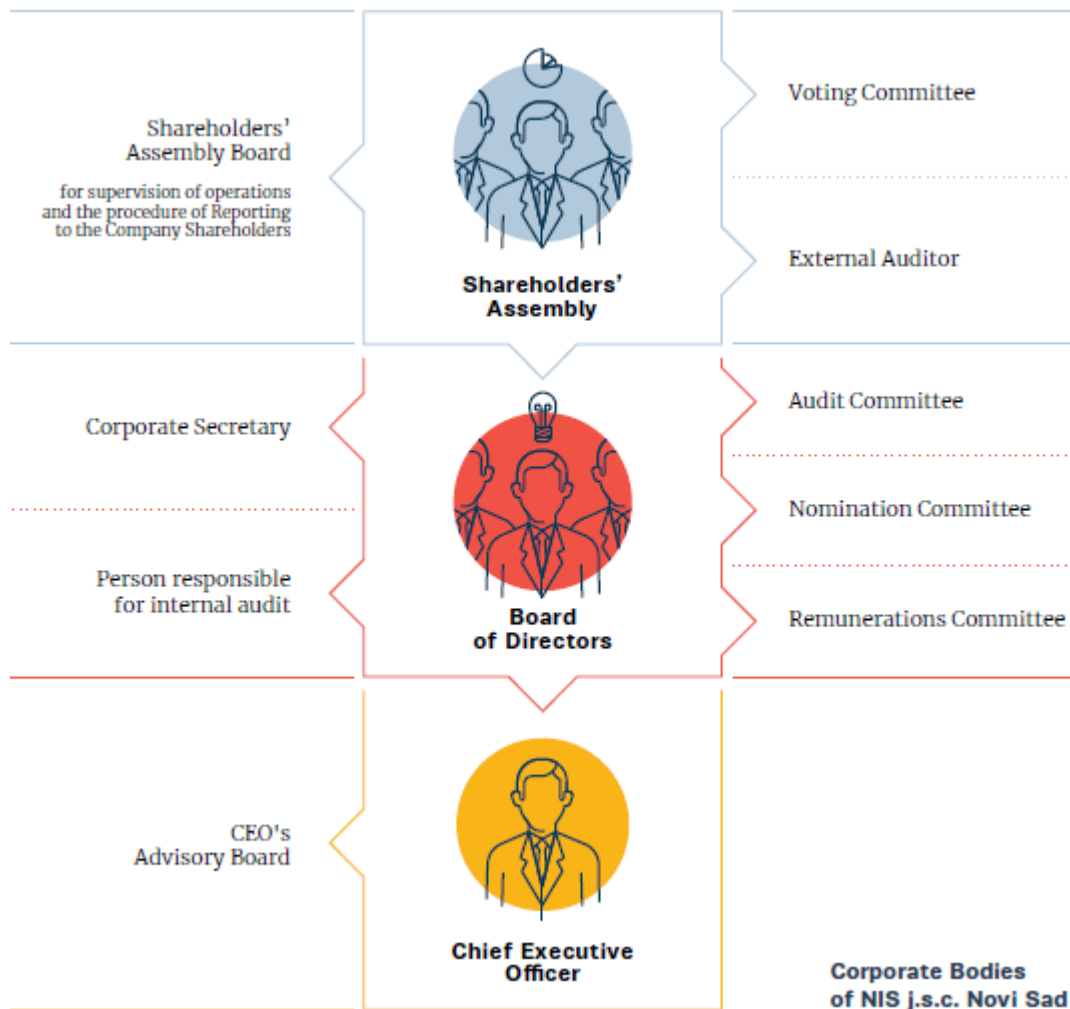 Shareholders'
Assembly Board
for supervision of operations
and the procedure of Reporting
to the Company Shareholders
Shareholders'
Assembly
Voting Committee
External Auditor
Corporate Secretary
Person responsible
for internal audit
Board
of Directors
Audit Committee
Nomination Committee
Remunerations Committee
CEO's
Advisory Board
Chief Executive
Officer
Corporate Bodies
of NIS j.s.c. Novi Sad